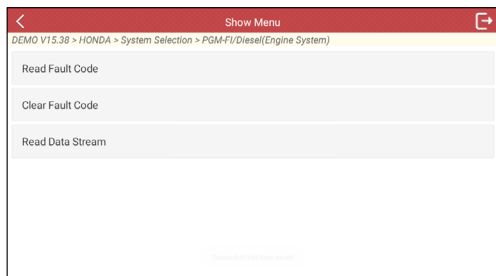 Show Menu
DEMO V15.38 > HONDA > System Selection > PGM-FI/Diesel(Engine System)
Read Fault Code
Clear Fault Code
Read Data Stream